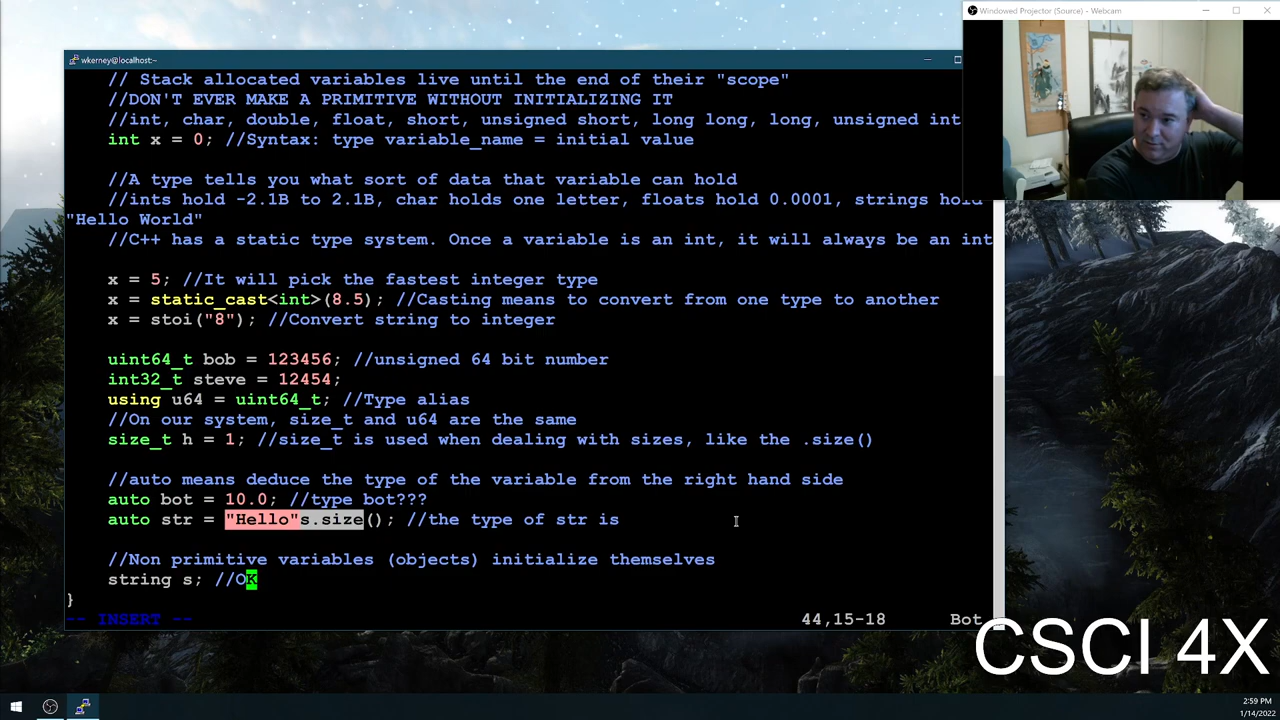 Windowed Projector (Source) - Webcam
wkerney@localhost:~
// Stack allocated variables live until the end of their "scope"
//DON'T EVER MAKE A PRIMITIVE WITHOUT INITIALIZING IT
//int, char, double, float, short, unsigned short, long long, long, unsigned int
int x = 0; //Syntax: type variable_name = initial value
//A type tells you what sort of data that variable can hold
//ints hold -2.1B to 2.1B, char holds one letter, floats hold 0.0001, strings hold
"Hello World"
//C++ has a static type system. Once a variable is an int, it will always be an int
x = 5; //It will pick the fastest integer type
x = static_cast<int>(8.5); //Casting means to convert from one type to another
x = stoi("8"); //Convert string to integer
uint64_t bob = 123456; //unsigned 64 bit number
int32_t steve = 12454;
using u64 = uint64_t; //Type alias
//On our system, size_t and u64 are the same
size_t h = 1; //size_t is used when dealing with sizes, like the .size()
//auto means deduce the type of the variable from the right hand side
auto bot = 10.0; //type bot???
auto str = "Hello"s.size(); //the type of str is
//Non primitive variables (objects) initialize themselves
string s; //OK
}
-- INSERT -- 44,15-18 Bot
CSCI 4X
2:59 PM
1/14/2022